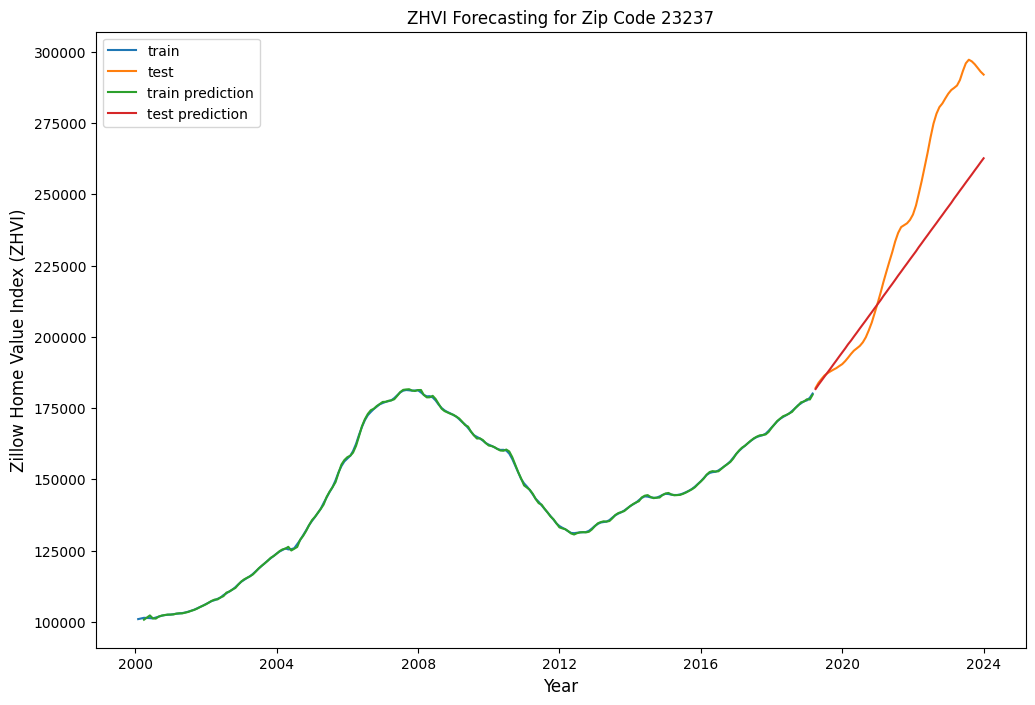 ZHVI Forecasting for Zip Code 23237
train
test
train prediction
test prediction
300000
275000
250000
225000
200000
175000
150000
125000
100000
Zillow Home Value Index (ZHVI)
2000 2004 2008 2012 2016 2020 2024
Year